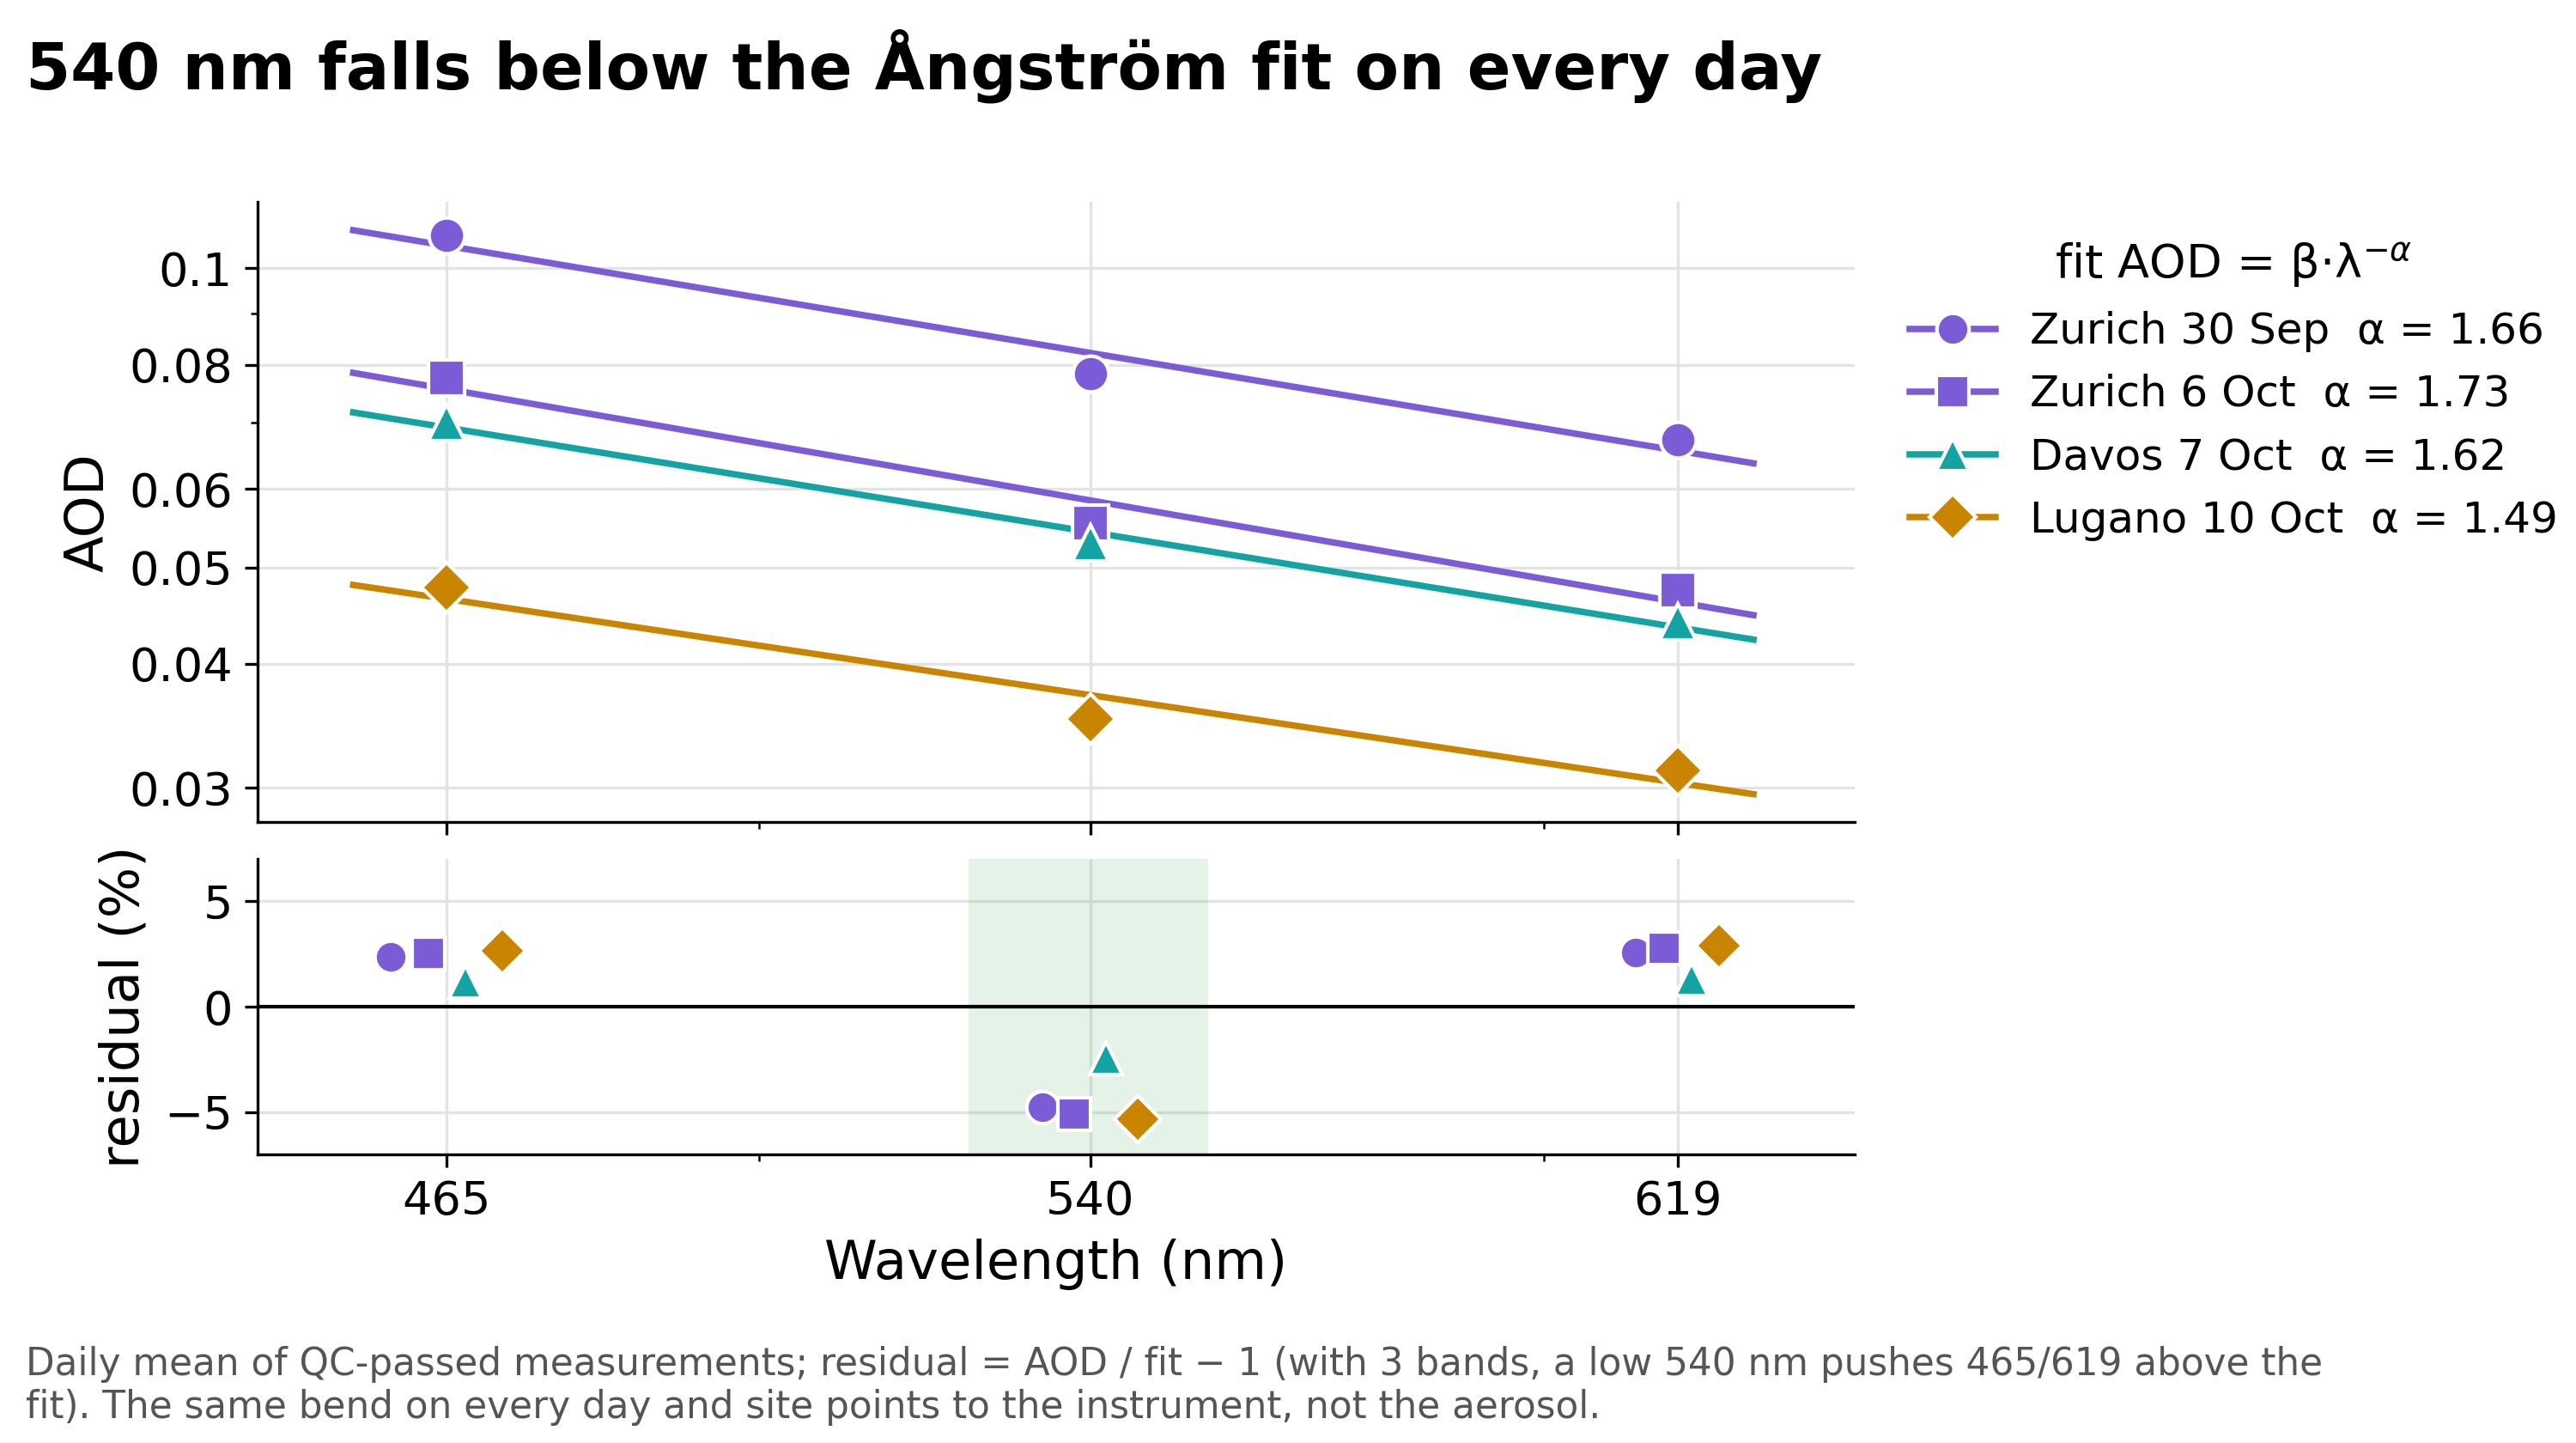 540 nm falls below the Ångström fit on every day
AOD
0.1
0.08
0.06
0.05
0.04
0.03
fit AOD = β·λ⁻ᵅ
Zurich 30 Sep α = 1.66
Zurich 6 Oct α = 1.73
Davos 7 Oct α = 1.62
Lugano 10 Oct α = 1.49
residual (%)
5
0
−5
465 540 619
Wavelength (nm)
Daily mean of QC-passed measurements; residual = AOD / fit − 1 (with 3 bands, a low 540 nm pushes 465/619 above the
fit). The same bend on every day and site points to the instrument, not the aerosol.